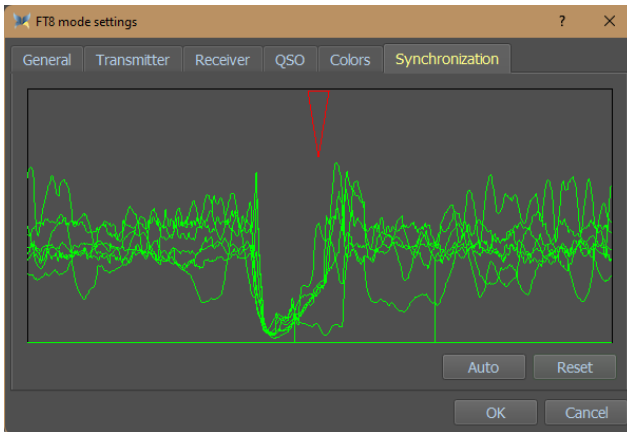 FT8 mode settings ? ×
General Transmitter Receiver QSO Colors Synchronization
Auto Reset
OK Cancel